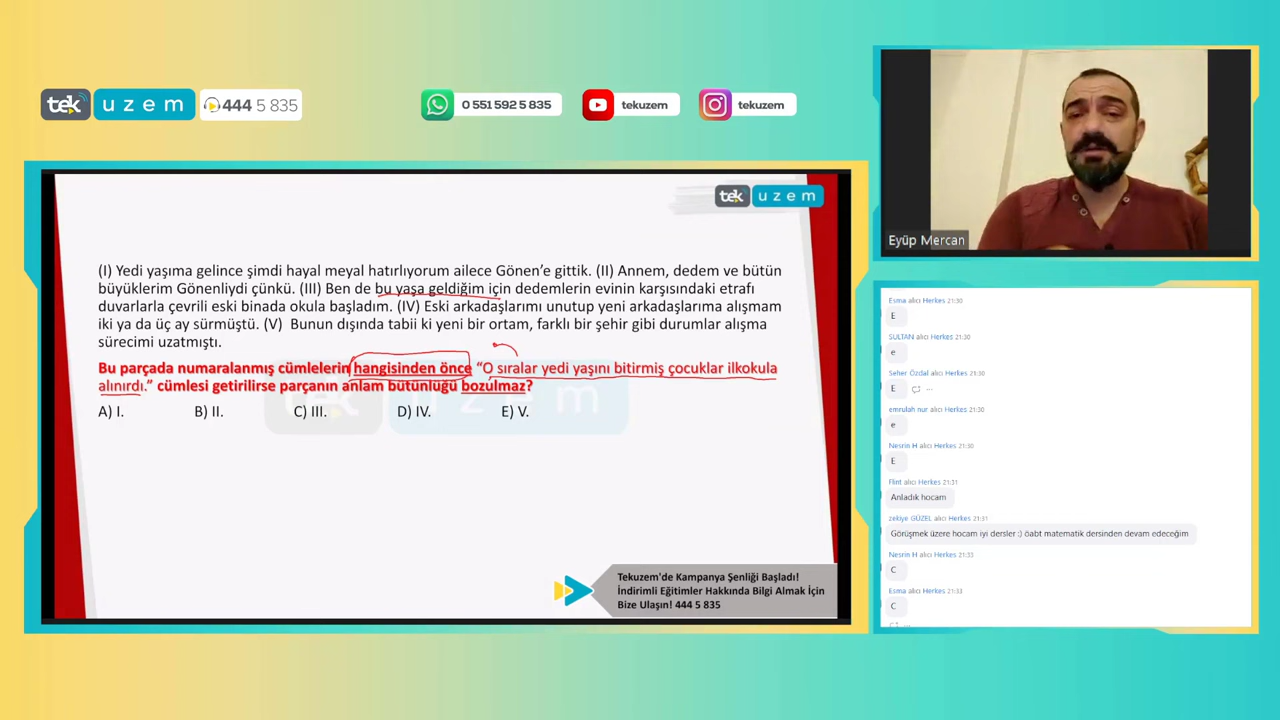 tek uzem 444 5 835
0 551 592 5 835
tekuzem
tekuzem
tek uzem
(I) Yedi yaşıma gelince şimdi hayal meyal hatırlıyorum ailece Gönen’e gittik. (II) Annem, dedem ve bütün
büyüklerim Gönenliydi çünkü. (III) Ben de bu yaşa geldiğim için dedemlerin evinin karşısındaki etrafı
duvarlarla çevrili eski binada okula başladım. (IV) Eski arkadaşlarımı unutup yeni arkadaşlarıma alışmam
iki ya da üç ay sürmüştü. (V) Bunun dışında tabii ki yeni bir ortam, farklı bir şehir gibi durumlar alışma
sürecimi uzatmıştı.
Bu parçada numaralanmış cümlelerin hangisinden önce “O sıralar yedi yaşını bitirmiş çocuklar ilkokula
alınırdı.” cümlesi getirilirse parçanın anlam bütünlüğü bozulmaz?
A) I. B) II. C) III. D) IV. E) V.
tek uzem
Tekuzem'de Kampanya Şenliği Başladı!
İndirimli Eğitimler Hakkında Bilgi Almak İçin
Bize Ulaşın! 444 5 835
Eyüp Mercan
Esma alıcı Herkes 21:30
E
SULTAN alıcı Herkes 21:30
e
Seher Özdal alıcı Herkes 21:30
E ...
emrulah nur alıcı Herkes 21:30
e
Nesrin H alıcı Herkes 21:30
E
Flint alıcı Herkes 21:31
Anladık hocam
zekiye GÜZEL alıcı Herkes 21:31
Görüşmek üzere hocam iyi dersler :) öabt matematik dersinden devam edeceğim
Nesrin H alıcı Herkes 21:33
C
Esma alıcı Herkes 21:33
C